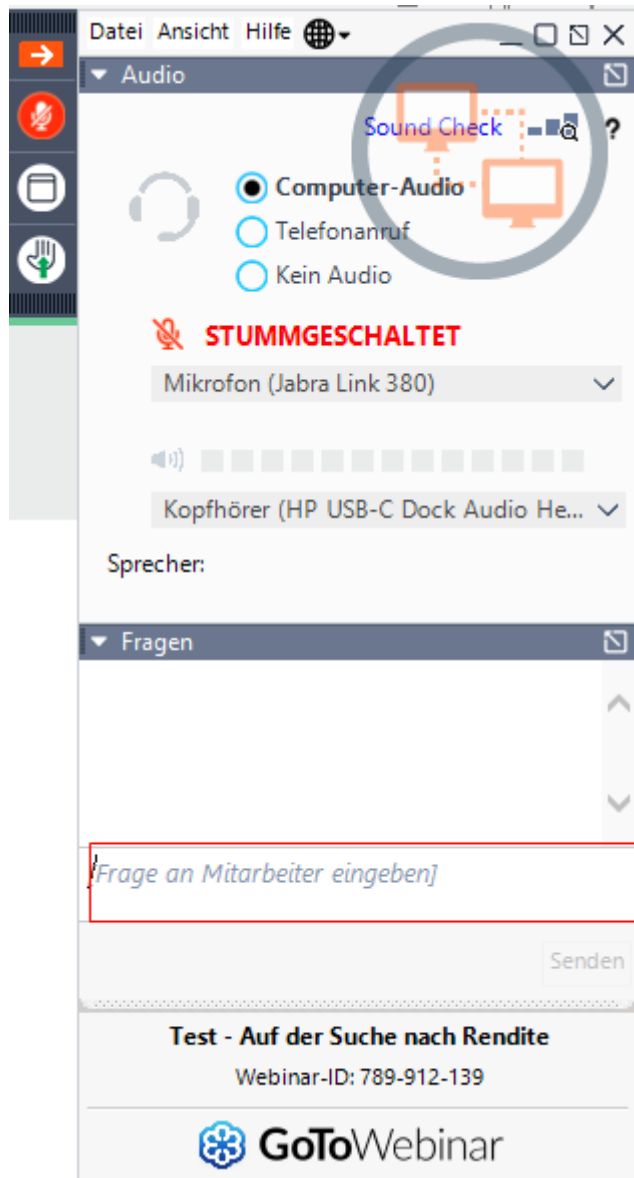 Datei Ansicht Hilfe
Audio
Sound Check ?
Computer-Audio
Telefonanruf
Kein Audio
STUMMGESCHALTET
Mikrofon (Jabra Link 380)
Kopfhörer (HP USB-C Dock Audio He...
Sprecher:
Fragen
[Frage an Mitarbeiter eingeben]
Senden
Test - Auf der Suche nach Rendite
Webinar-ID: 789-912-139
GoToWebinar